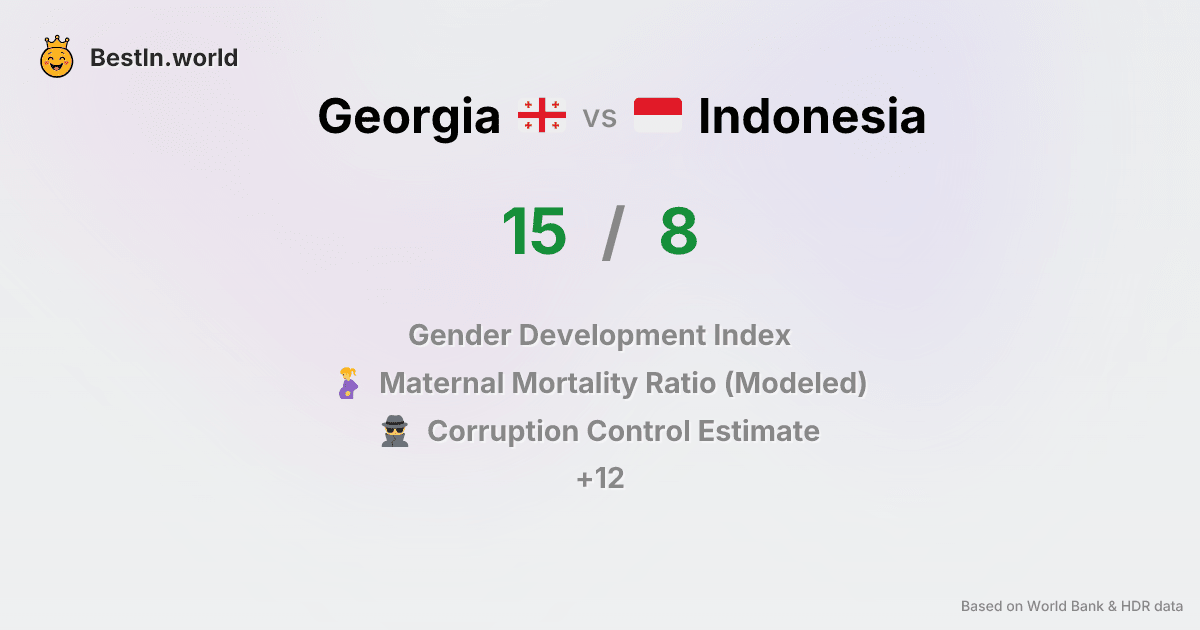 BestIn.world
Georgia vs Indonesia
15 / 8
Gender Development Index
Maternal Mortality Ratio (Modeled)
Corruption Control Estimate
+12
Based on World Bank & HDR data